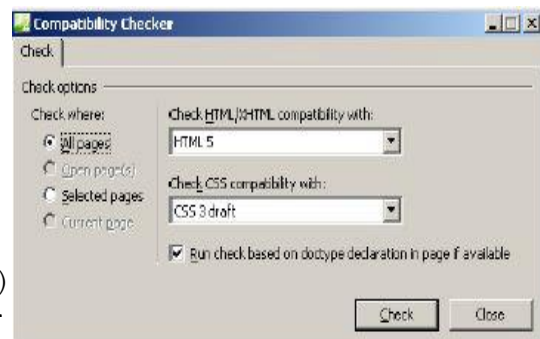 Compatibility Checker
Check
Check options
Check where:
All pages
Open page(s)
Selected pages
Current page
Check HTML/XHTML compatibility with:
HTML 5
Check CSS compatibility with:
CSS 3 draft
Run check based on doctype declaration in page if available
Check
Close
)
.